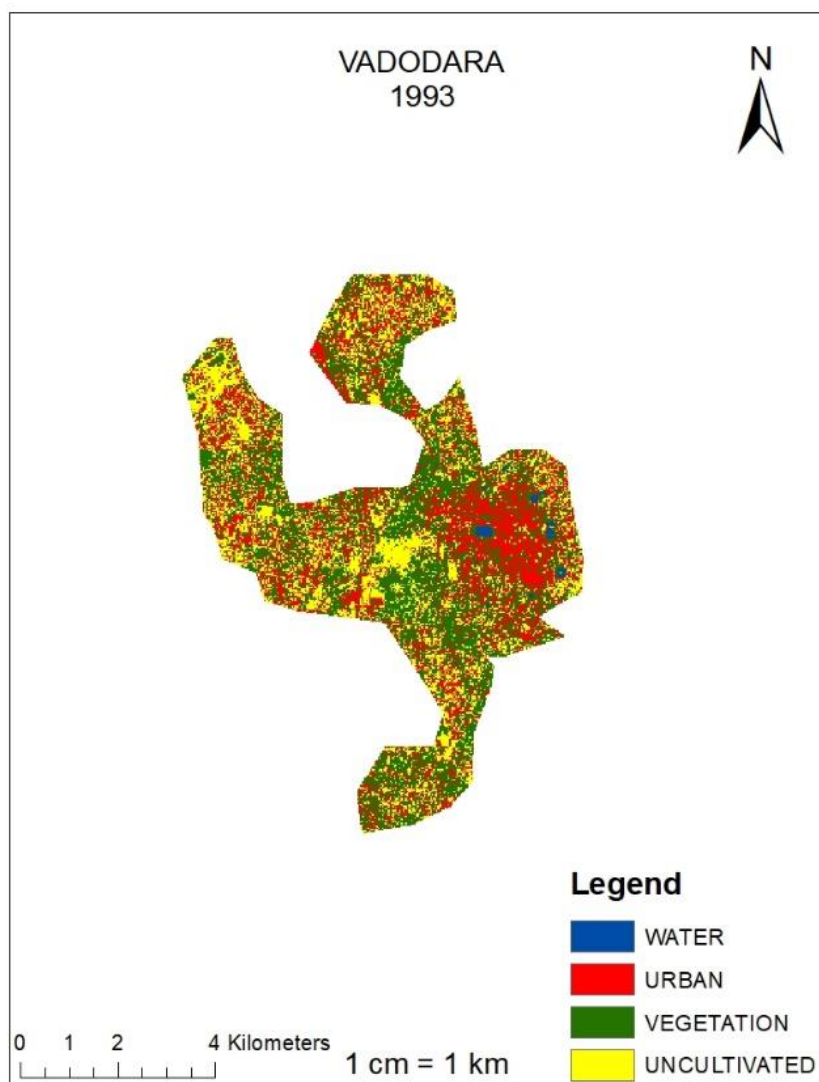 VADODARA
1993
N
Legend
WATER
URBAN
VEGETATION
UNCULTIVATED
0 1 2 4 Kilometers
1 cm = 1 km